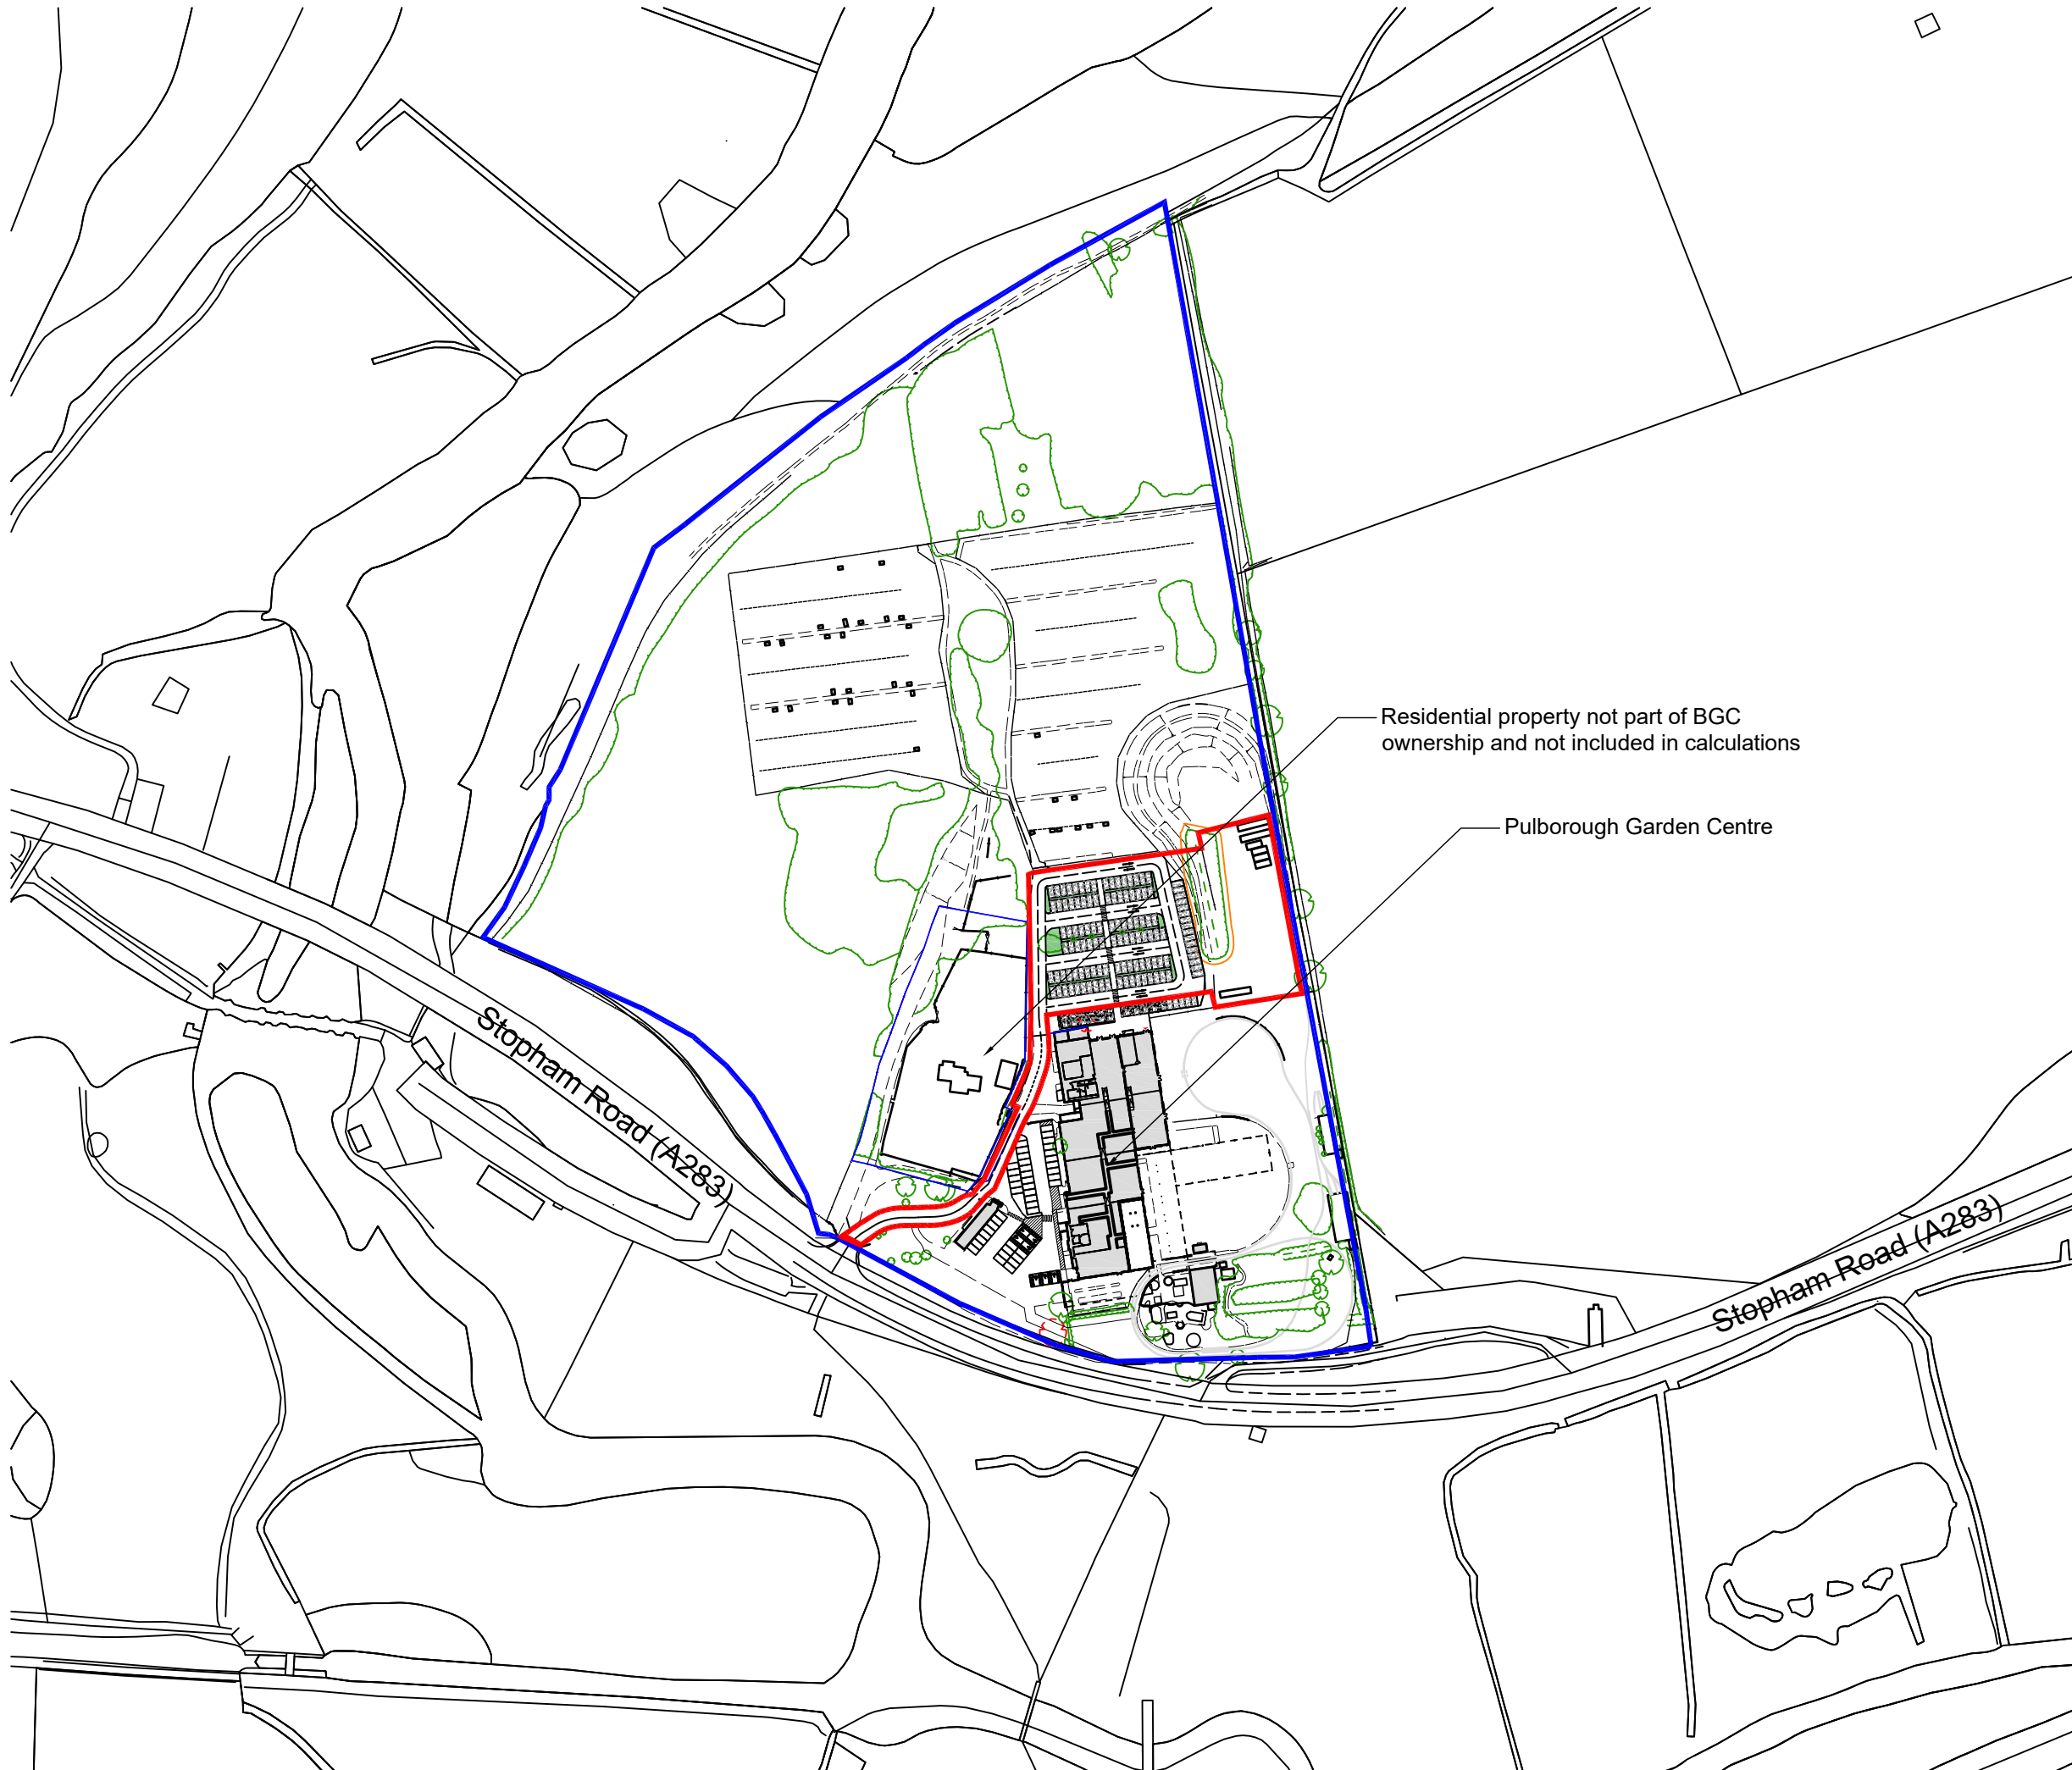 Residential property not part of BGC
ownership and not included in calculations
Pulborough Garden Centre
Stopham Road (A283)
Stopham Road (A283)